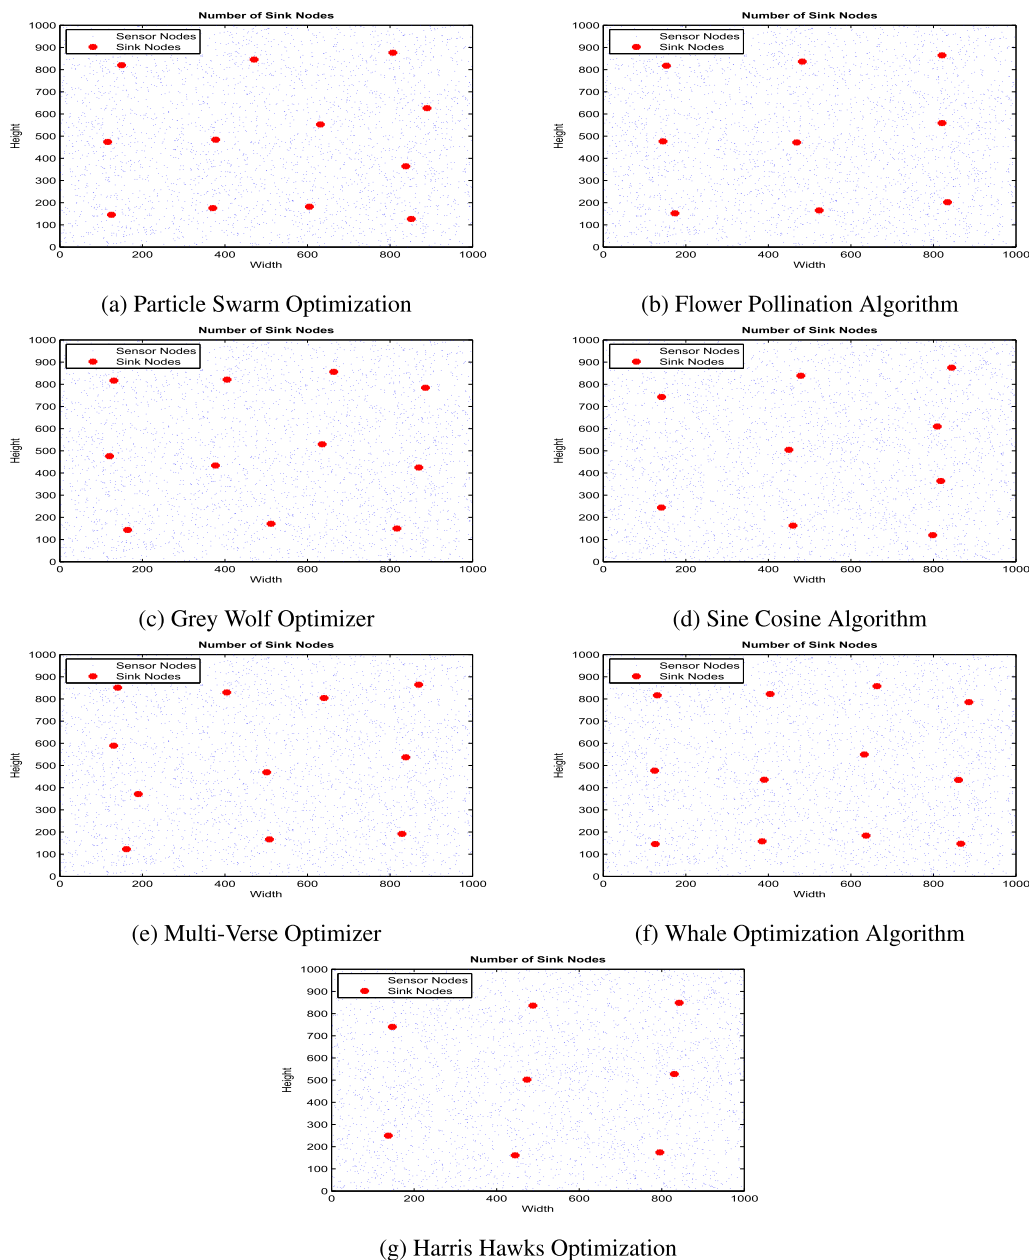 Number of Sink Nodes
Sensor Nodes
Sink Nodes
1000
900
800
700
600
500
400
300
200
100
0
Height
0 200 400 600 800 1000
Width
(a) Particle Swarm Optimization
Number of Sink Nodes
Sensor Nodes
Sink Nodes
1000
900
800
700
600
500
400
300
200
100
0
Height
0 200 400 600 800 1000
Width
(b) Flower Pollination Algorithm
Number of Sink Nodes
Sensor Nodes
Sink Nodes
1000
900
800
700
600
500
400
300
200
100
0
Height
0 200 400 600 800 1000
Width
(c) Grey Wolf Optimizer
Number of Sink Nodes
Sensor Nodes
Sink Nodes
1000
900
800
700
600
500
400
300
200
100
0
Height
0 200 400 600 800 1000
Width
(d) Sine Cosine Algorithm
Number of Sink Nodes
Sensor Nodes
Sink Nodes
1000
900
800
700
600
500
400
300
200
100
0
Height
0 200 400 600 800 1000
Width
(e) Multi-Verse Optimizer
Number of Sink Nodes
Sensor Nodes
Sink Nodes
1000
900
800
700
600
500
400
300
200
100
0
Height
0 200 400 600 800 1000
Width
(f) Whale Optimization Algorithm
Number of Sink Nodes
Sensor Nodes
Sink Nodes
1000
900
800
700
600
500
400
300
200
100
0
Height
0 200 400 600 800 1000
Width
(g) Harris Hawks Optimization